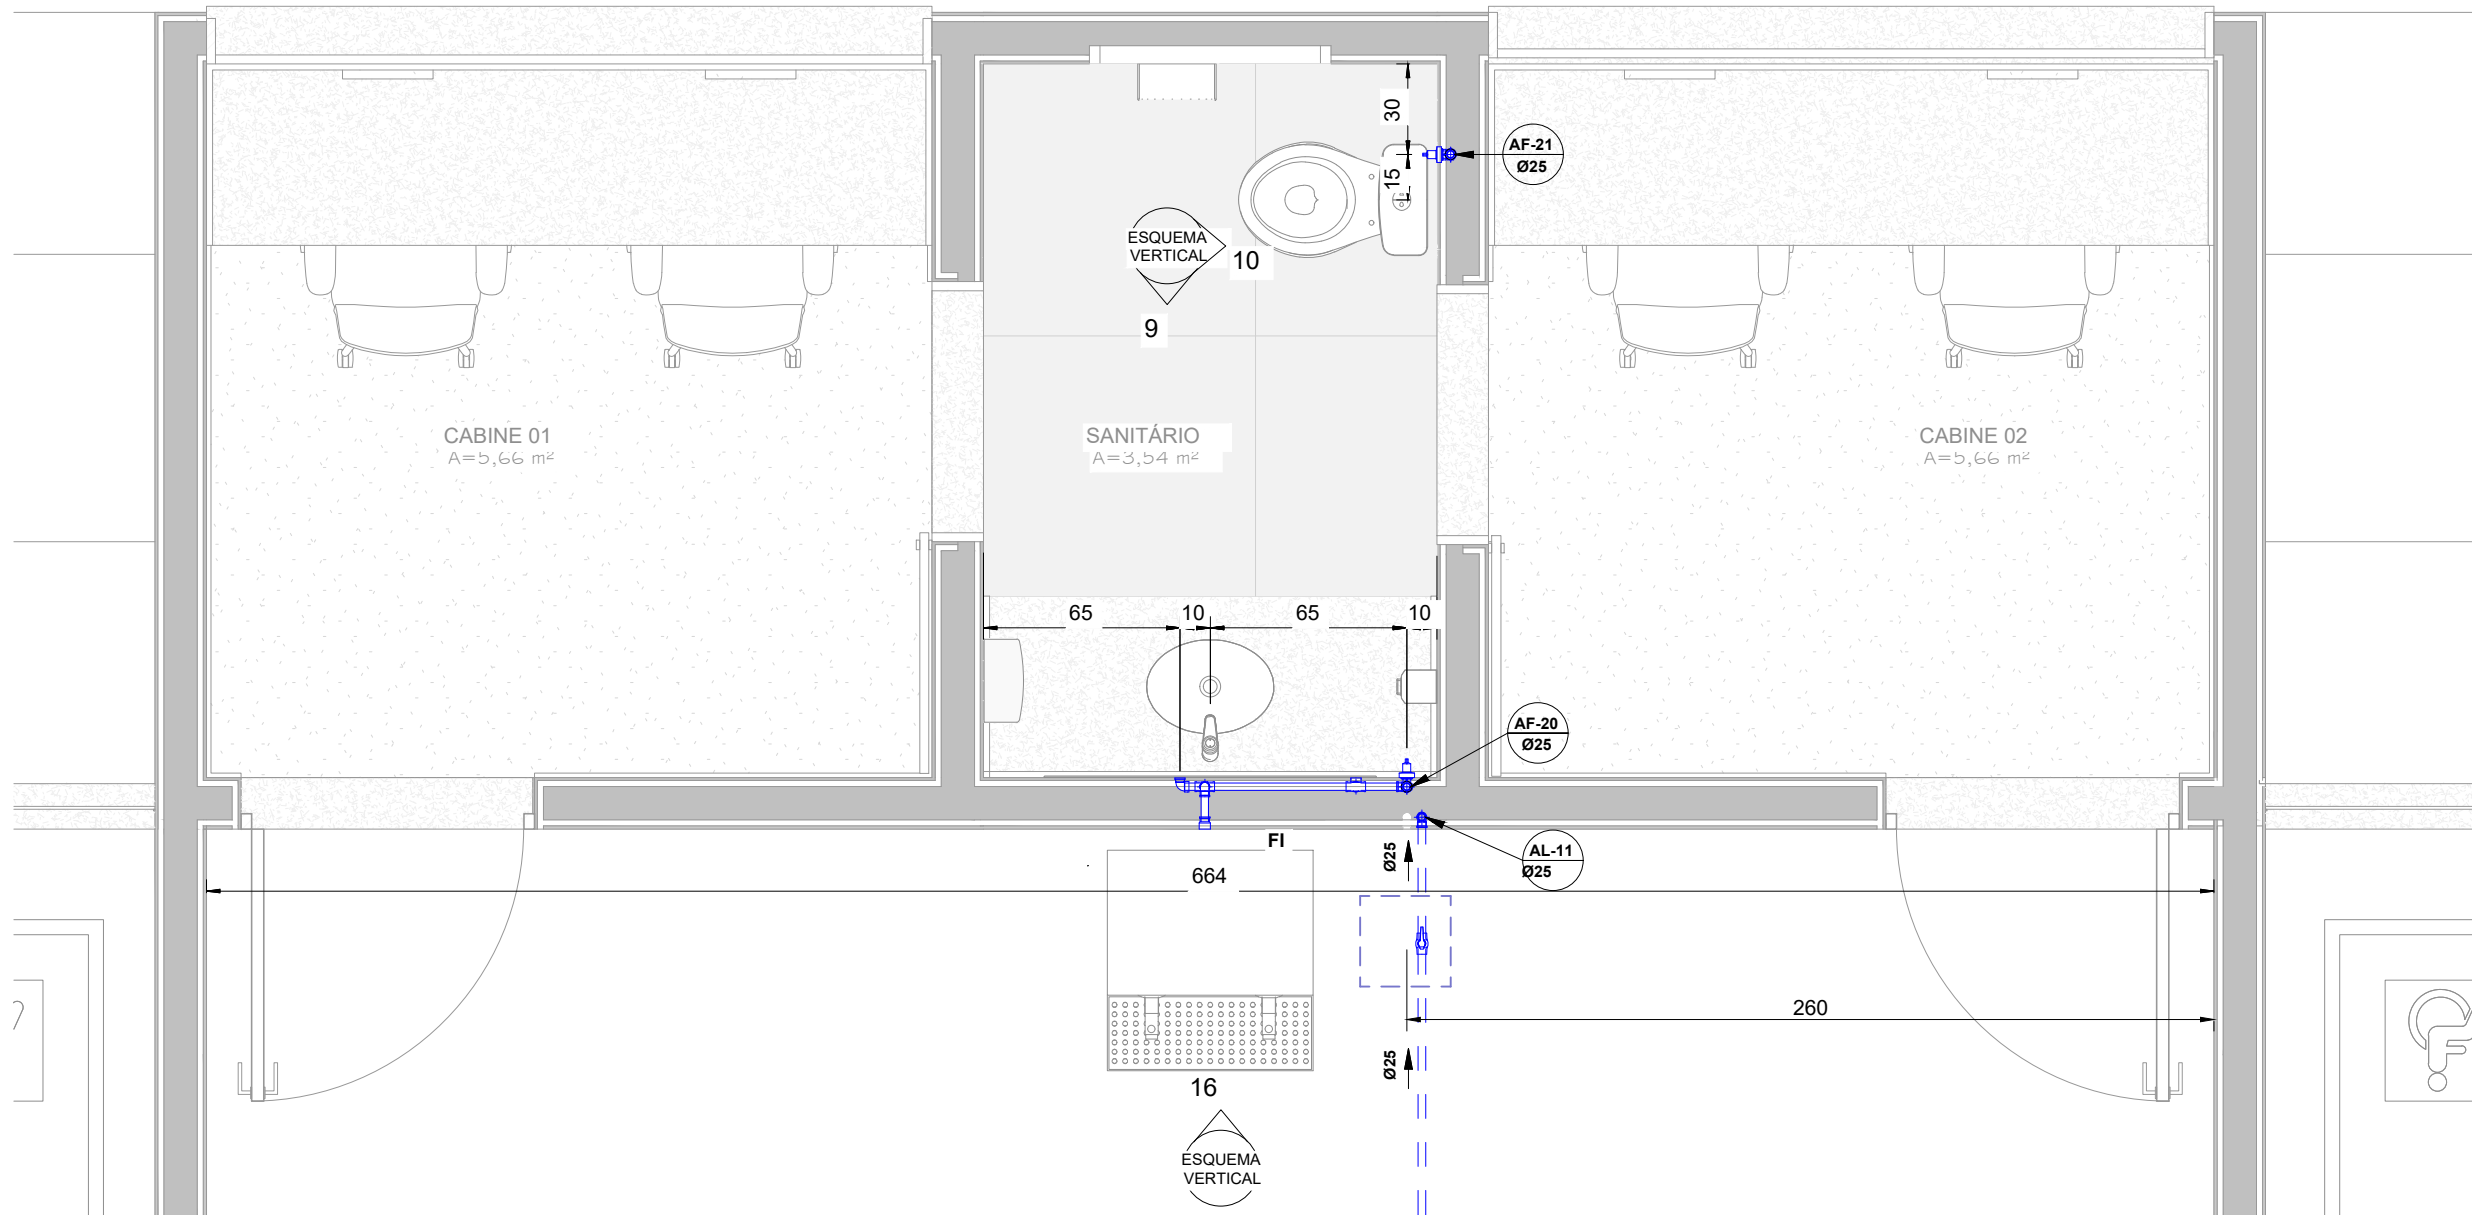 30
AF-21
Ø25
15
ESQUEMA
VERTICAL
10
9
CABINE 01
A=5,66 m²
SANITÁRIO
A=3,54 m²
CABINE 02
A=5,66 m²
65
10
65
10
AF-20
Ø25
FI
Ø25
AL-11
Ø25
664
260
Ø25
16
ESQUEMA
VERTICAL